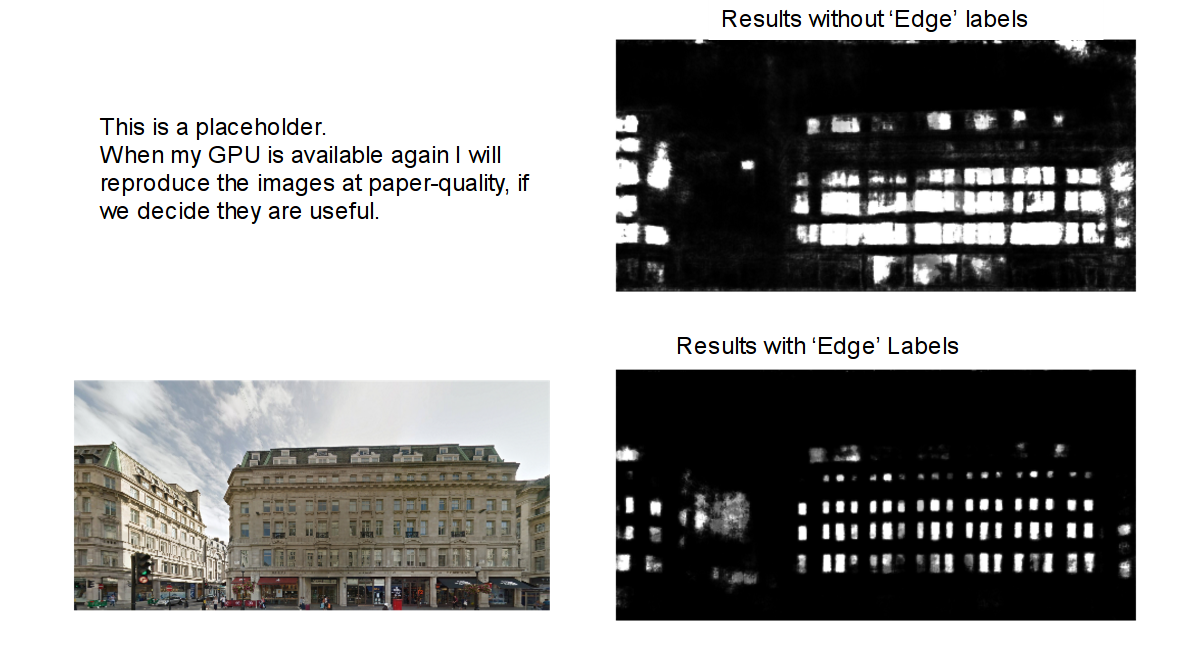 Results without ‘Edge’ labels
This is a placeholder.
When my GPU is available again I will
reproduce the images at paper-quality, if
we decide they are useful.
Results with ‘Edge’ Labels